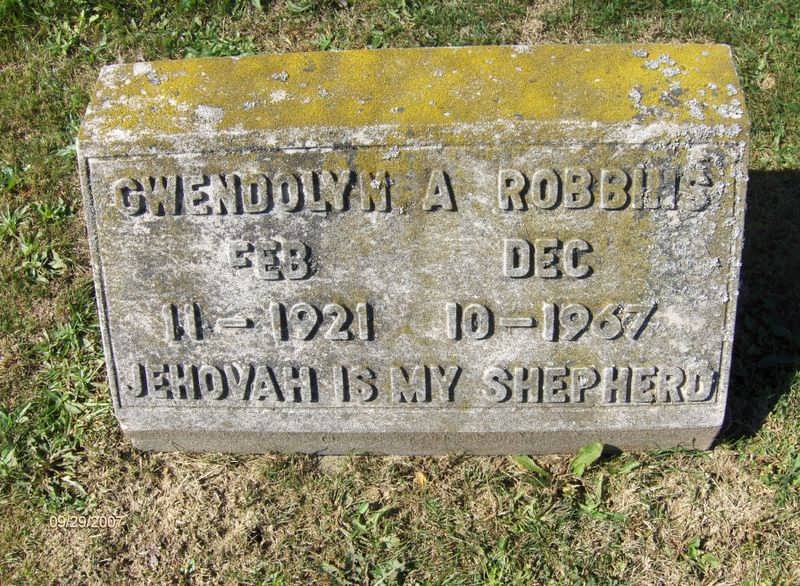 GWENDOLYN A ROBBINS
FEB DEC
11-1921 10-1967
JEHOVAH IS MY SHEPHERD
09/29/2007